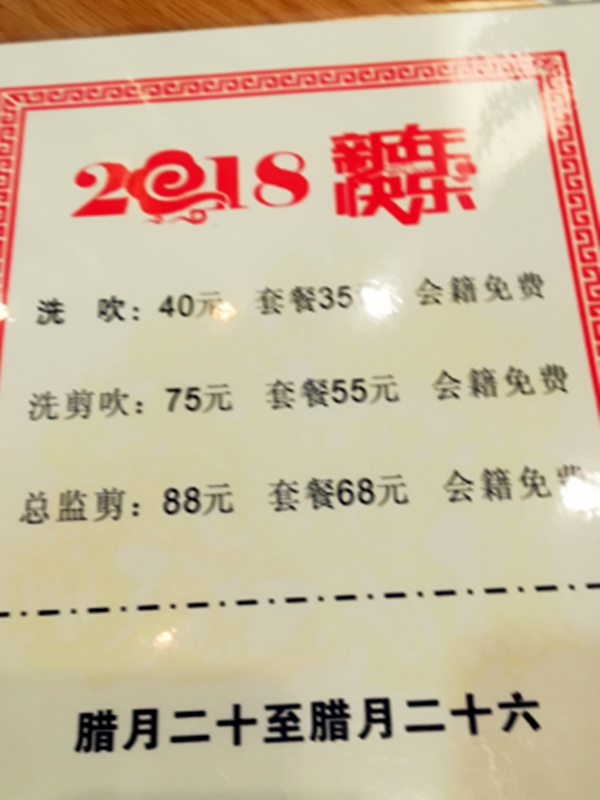 2018 新年快乐
洗 吹：40元 套餐35 会籍免费
洗剪吹：75元 套餐55元 会籍免费
总监剪：88元 套餐68元 会籍免费
腊月二十至腊月二十六